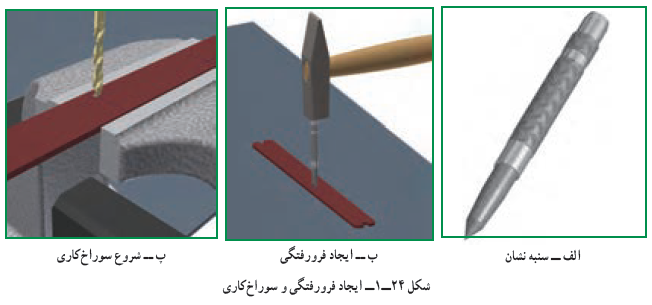 الف ــ سنبه نشان
ب ــ ایجاد فرورفتگی
ب ــ شروع سوراخ‌کاری
شکل ۲۴ــ۱ــ ایجاد فرورفتگی و سوراخ‌کاری